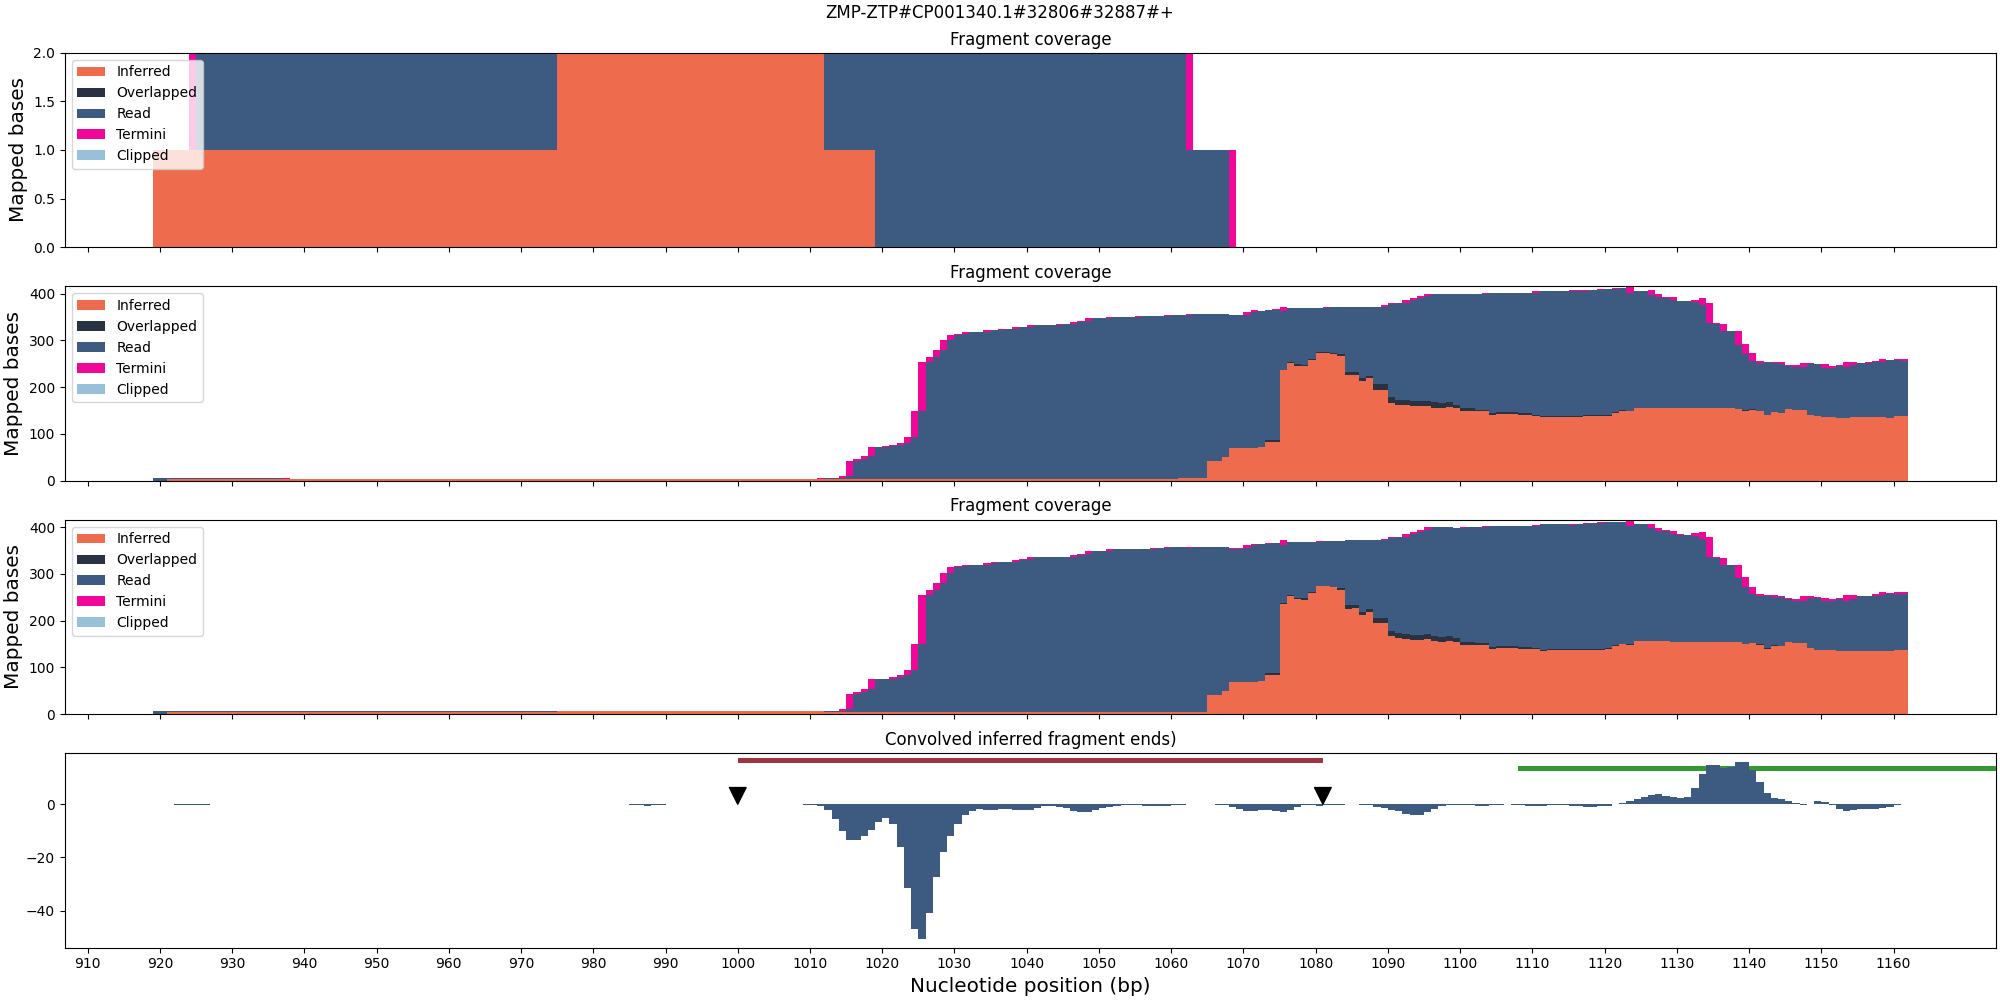 ZMP-ZTP#CP001340.1#32806#32887#+
Fragment coverage
Mapped bases
2.0
1.5
1.0
0.5
0.0
Inferred
Overlapped
Read
Termini
Clipped
Fragment coverage
Mapped bases
400
300
200
100
0
Inferred
Overlapped
Read
Termini
Clipped
Fragment coverage
Mapped bases
400
300
200
100
0
Inferred
Overlapped
Read
Termini
Clipped
Convolved inferred fragment ends)
0
−20
−40
910 920 930 940 950 960 970 980 990 1000 1010 1020 1030 1040 1050 1060 1070 1080 1090 1100 1110 1120 1130 1140 1150 1160
Nucleotide position (bp)